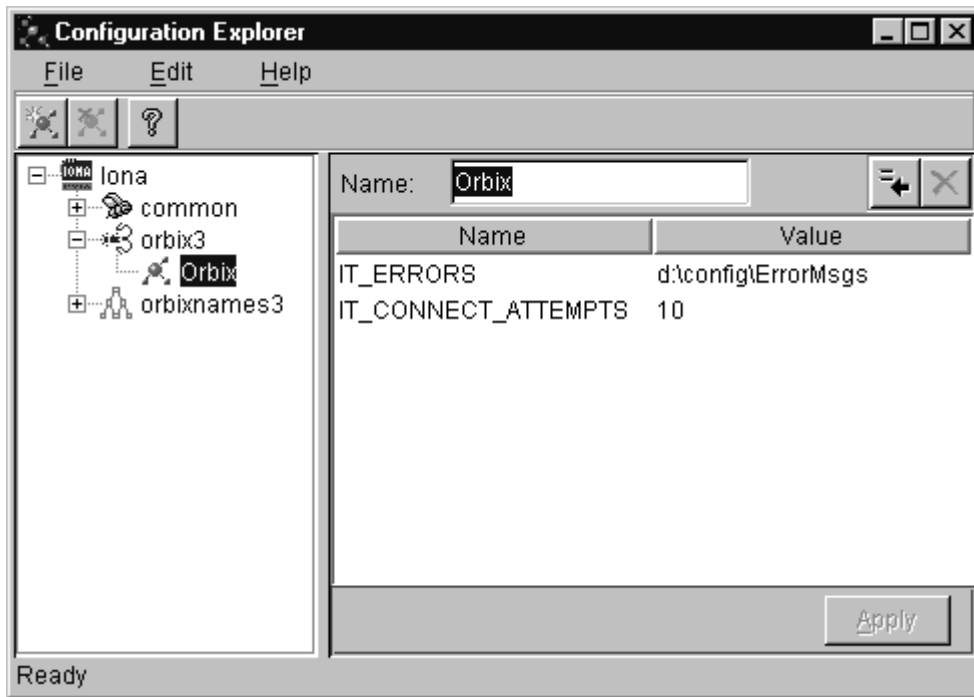 Configuration Explorer
File Edit Help
IONA Iona
common
orbix3
Orbix
orbixnames3
Name: Orbix
Name Value
IT_ERRORS d:\config\ErrorMsgs
IT_CONNECT_ATTEMPTS 10
Apply
Ready